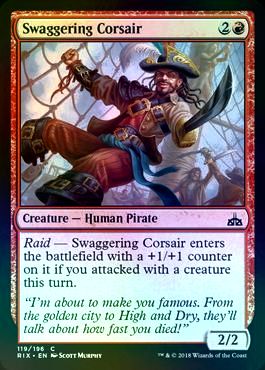 Swaggering Corsair 2
Creature — Human Pirate
Raid — Swaggering Corsair enters
the battlefield with a +1/+1 counter
on it if you attacked with a creature
this turn.
“I’m about to make you famous. From
the golden city to High and Dry, they’ll
talk about how fast you died!”
2/2
119/196 C
RIX • EN Scott Murphy
™ & © 2018 Wizards of the Coast